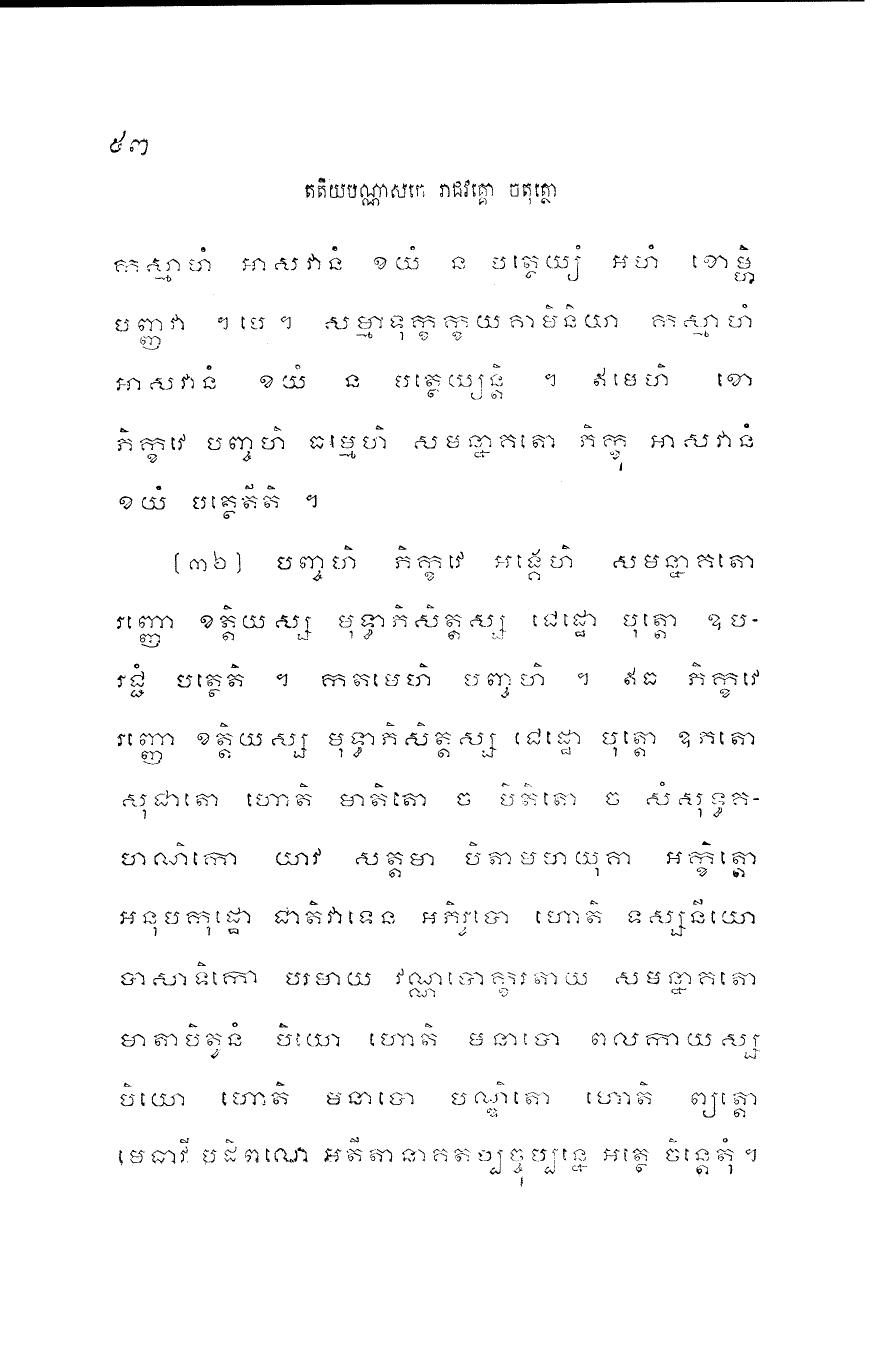 ៥៣
តតិយបណ្ណាសកេ រាជវគ្គោ ចតុត្ថោ
កស្មាហំ អាសវានំ ខយំ ន បត្ថេយ្យំ អហំ ខោម្ហិ
បញ្ញវា ។បេ។ សម្មាទុក្ខក្ខយគាមិនិយា កស្មាហំ
អាសវានំ ខយំ ន បត្ថេយ្យន្តិ ។ ឥមេហិ ខោ
ភិក្ខវេ បញ្ចហិ ធម្មេហិ សមន្នាគតោ ភិក្ខុ អាសវានំ
ខយំ បត្ថេតីតិ ។
[៣៦] បញ្ចហិ ភិក្ខវេ អង្គេហិ សមន្នាគតោ
រញ្ញោ ខត្តិយស្ស មុទ្ធាភិសិត្តស្ស ជេដ្ឋោ បុត្តោ ឧប-
រជ្ជំ បត្ថេតិ ។ កតមេហិ បញ្ចហិ ។ ឥធ ភិក្ខវេ
រញ្ញោ ខត្តិយស្ស មុទ្ធាភិសិត្តស្ស ជេដ្ឋោ បុត្តោ ឧភតោ
សុជាតោ ហោតិ មាតិតោ ច បិតិតោ ច សំសុទ្ធគ-
ហណិកោ យាវ សត្តមា បិតាមហយុគា អក្ខិត្តោ
អនុបក្កុដ្ឋោ ជាតិវាទេន អភិរូបោ ហោតិ ទស្សនីយោ
បាសាទិកោ បរមាយ វណ្ណបោក្ខរតាយ សមន្នាគតោ
មាតាបិតូនំ បិយោ ហោតិ មនាបោ ពលកាយស្ស
បិយោ ហោតិ មនាបោ បណ្ឌិតោ ហោតិ ព្យត្តោ
មេធាវី បដិពលោ អតីតានាគតប្បច្ចុប្បន្នេ អត្ថេ ចិន្តេតុំ ។